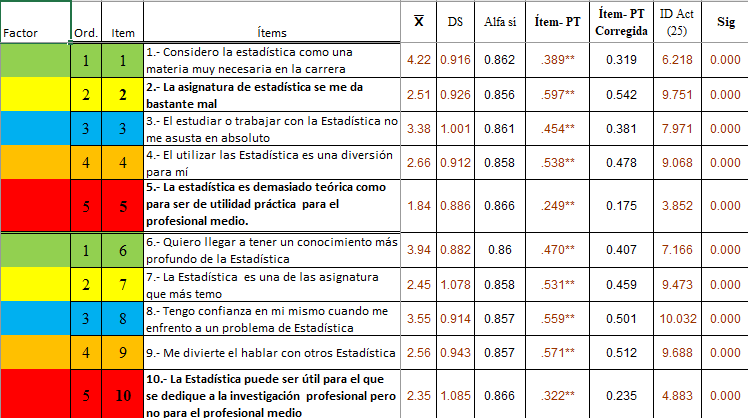 Factor Ord. Item Ítems X̅ DS Alfa si Ítem- PT Ítem- PT Corregida ID Act (25) Sig
1 1 1.- Considero la estadística como una materia muy necesaria en la carrera 4.22 0.916 0.862 .389** 0.319 6.218 0.000
2 2 2.- La asignatura de estadística se me da bastante mal 2.51 0.926 0.856 .597** 0.542 9.751 0.000
3 3 3.- El estudiar o trabajar con la Estadística no me asusta en absoluto 3.38 1.001 0.861 .454** 0.381 7.971 0.000
4 4 4.- El utilizar las Estadística es una diversión para mí 2.66 0.912 0.858 .538** 0.478 9.068 0.000
5 5 5.- La estadística es demasiado teórica como para ser de utilidad práctica para el profesional medio. 1.84 0.886 0.866 .249** 0.175 3.852 0.000
1 6 6.- Quiero llegar a tener un conocimiento más profundo de la Estadística 3.94 0.882 0.86 .470** 0.407 7.166 0.000
2 7 7.- La Estadística es una de las asignatura que más temo 2.45 1.078 0.858 .531** 0.459 9.473 0.000
3 8 8.- Tengo confianza en mi mismo cuando me enfrento a un problema de Estadística 3.55 0.914 0.857 .559** 0.501 10.032 0.000
4 9 9.- Me divierte el hablar con otros Estadística 2.56 0.943 0.857 .571** 0.512 9.688 0.000
5 10 10.- La Estadística puede ser útil para el que se dedique a la investigación profesional pero no para el profesional medio 2.35 1.085 0.866 .322** 0.235 4.883 0.000